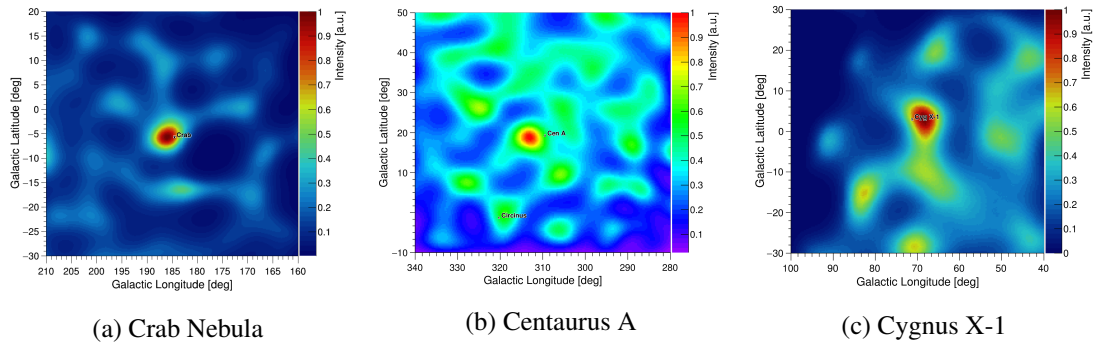 20
15
10
5
0
−5
−10
−15
−20
−25
−30
210 205 200 195 190 185 180 175 170 165 160
Galactic Latitude [deg]
Galactic Longitude [deg]
Crab
1
0.9
0.8
0.7
0.6
0.5
0.4
0.3
0.2
0.1
Intensity [a.u.]
(a) Crab Nebula
50
40
30
20
10
−10
340 330 320 310 300 290 280
Galactic Latitude [deg]
Galactic Longitude [deg]
Cen A
Circinus
1
0.9
0.8
0.7
0.6
0.5
0.4
0.3
0.2
0.1
Intensity [a.u.]
(b) Centaurus A
30
20
10
0
−10
−20
−30
100 90 80 70 60 50 40
Galactic Latitude [deg]
Galactic Longitude [deg]
Cyg X-1
1
0.9
0.8
0.7
0.6
0.5
0.4
0.3
0.2
0.1
0
Intensity [a.u.]
(c) Cygnus X-1